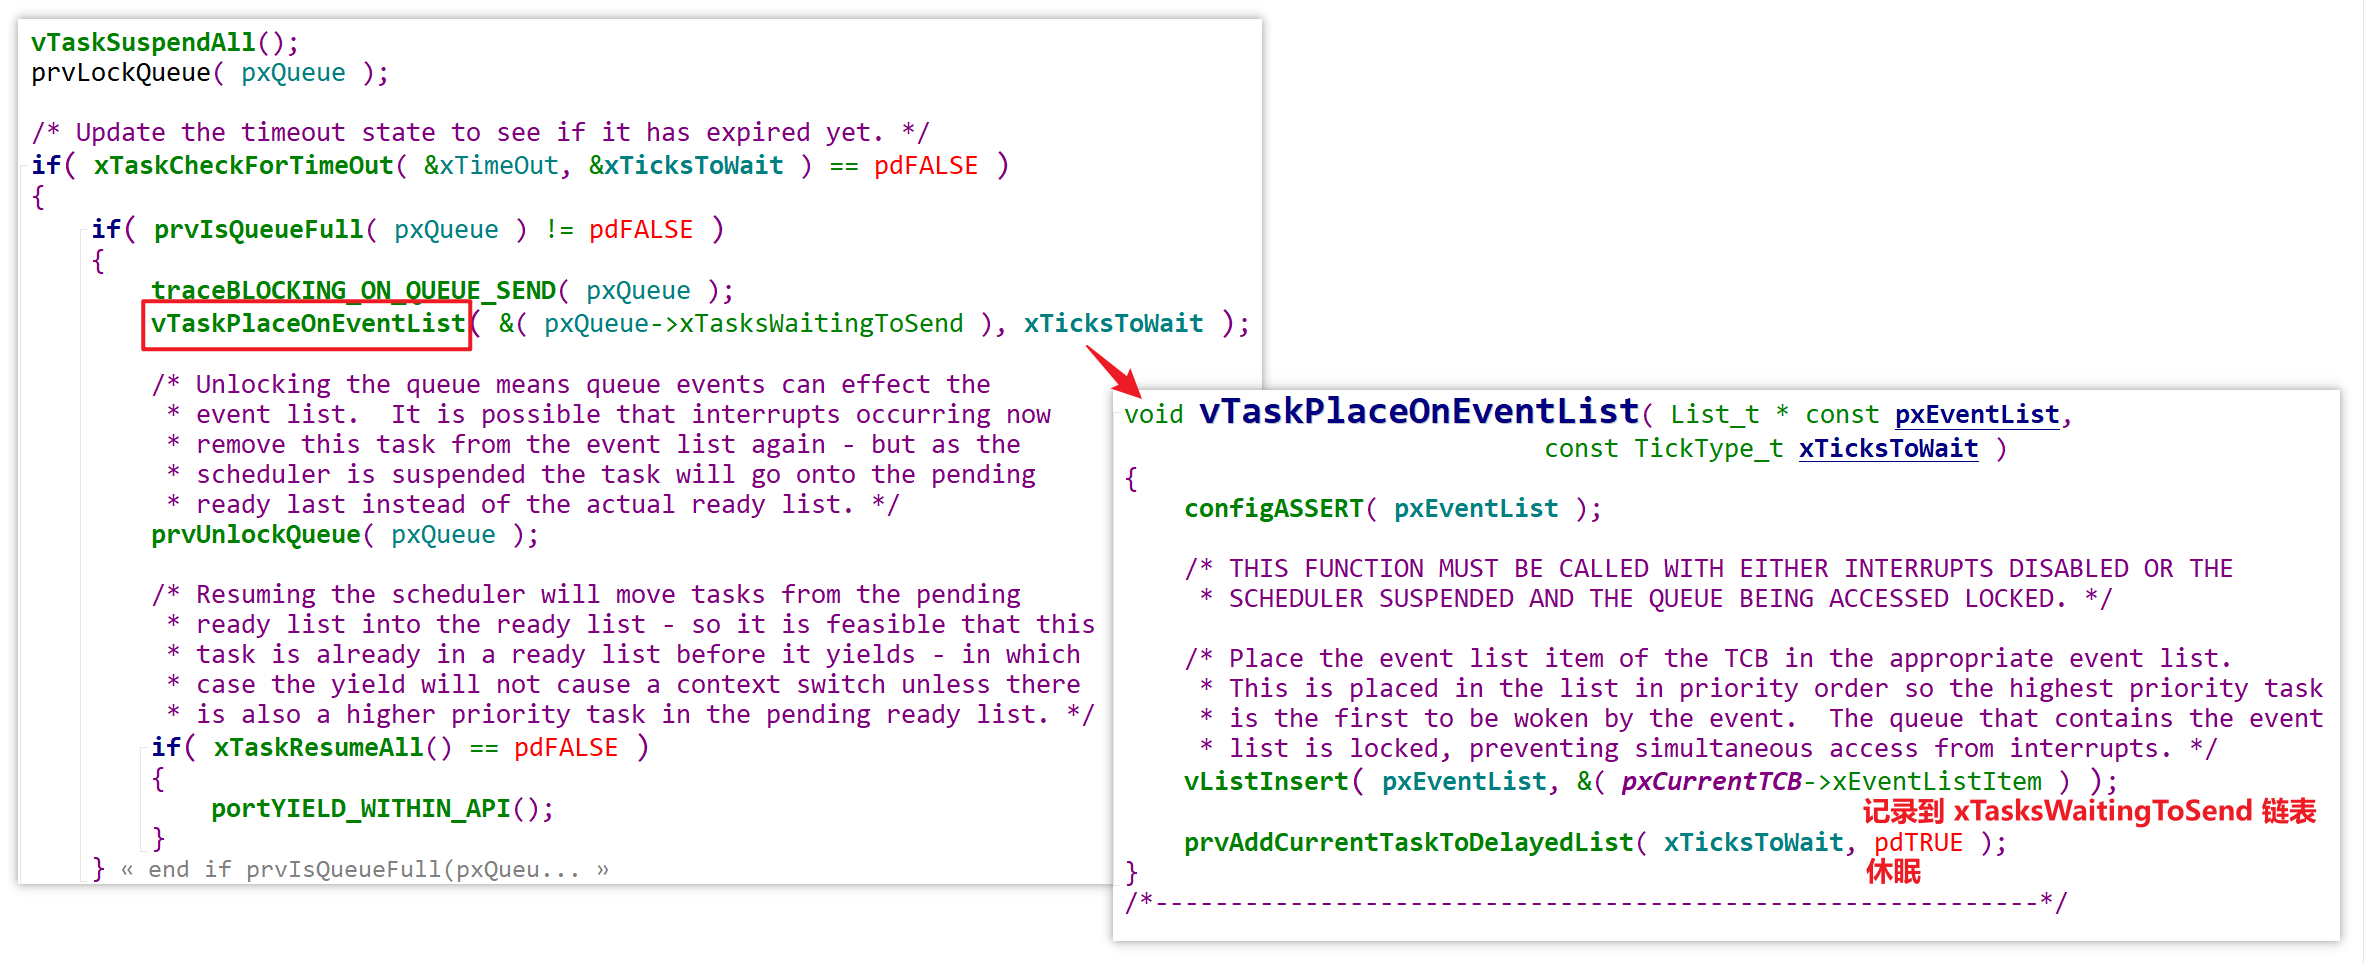 vTaskSuspendAll();
prvLockQueue( pxQueue );
/* Update the timeout state to see if it has expired yet. */
if( xTaskCheckForTimeOut( &xTimeOut, &xTicksToWait ) == pdFALSE )
{
if( prvIsQueueFull( pxQueue ) != pdFALSE )
{
traceBLOCKING_ON_QUEUE_SEND( pxQueue );
vTaskPlaceOnEventList( &( pxQueue->xTasksWaitingToSend ), xTicksToWait );
/* Unlocking the queue means queue events can effect the
* event list.  It is possible that interrupts occurring now
* remove this task from the event list again - but as the
* scheduler is suspended the task will go onto the pending
* ready last instead of the actual ready list. */
prvUnlockQueue( pxQueue );
/* Resuming the scheduler will move tasks from the pending
* ready list into the ready list - so it is feasible that this
* task is already in a ready list before it yields - in which
* case the yield will not cause a context switch unless there
* is also a higher priority task in the pending ready list. */
if( xTaskResumeAll() == pdFALSE )
{
portYIELD_WITHIN_API();
}
} « end if prvIsQueueFull(pxQueu... »
void vTaskPlaceOnEventList( List_t * const pxEventList,
const TickType_t xTicksToWait )
{
configASSERT( pxEventList );
/* THIS FUNCTION MUST BE CALLED WITH EITHER INTERRUPTS DISABLED OR THE
* SCHEDULER SUSPENDED AND THE QUEUE BEING ACCESSED LOCKED. */
/* Place the event list item of the TCB in the appropriate event list.
* This is placed in the list in priority order so the highest priority task
* is the first to be woken by the event.  The queue that contains the event
* list is locked, preventing simultaneous access from interrupts. */
vListInsert( pxEventList, &( pxCurrentTCB->xEventListItem ) );
记录到 xTasksWaitingToSend 链表
prvAddCurrentTaskToDelayedList( xTicksToWait, pdTRUE );
休眠
}
/*-----------------------------------------------------------*/